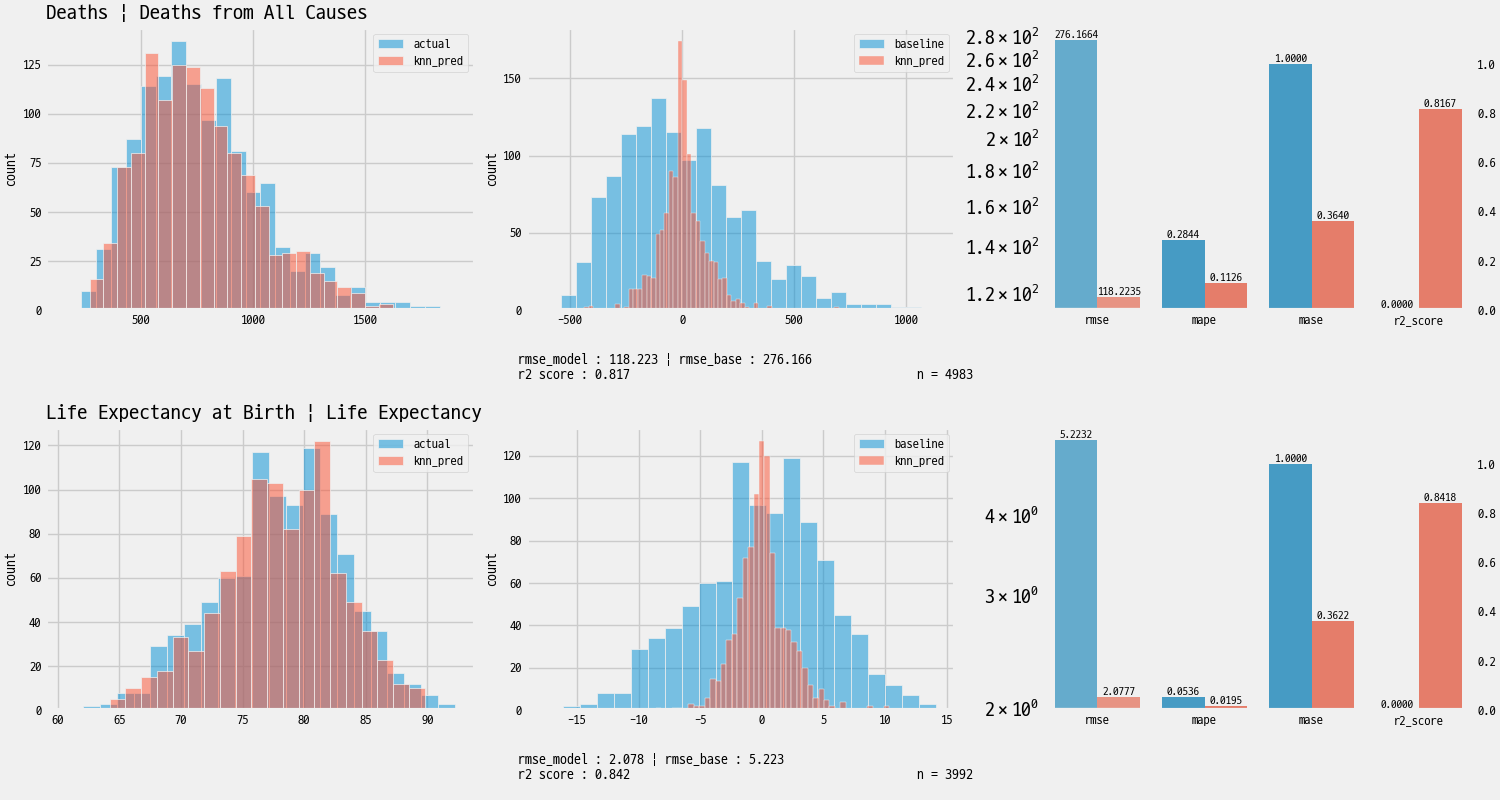 Deaths ¦ Deaths from All Causes
count
0
25
50
75
100
125
500
1000
1500
actual
knn_pred
count
0
50
100
150
−500
0
500
1000
baseline
knn_pred
2.8 × 10²
2.6 × 10²
2.4 × 10²
2.2 × 10²
2 × 10²
1.8 × 10²
1.6 × 10²
1.4 × 10²
1.2 × 10²
276.1664
118.2235
0.2844
0.1126
1.0000
0.3640
0.0000
0.8167
rmse
mape
mase
r2_score
1.0
0.8
0.6
0.4
0.2
0.0
rmse_model : 118.223 ¦ rmse_base : 276.166
r2 score : 0.817
n = 4983
Life Expectancy at Birth ¦ Life Expectancy
count
0
20
40
60
80
100
120
60
65
70
75
80
85
90
actual
knn_pred
count
0
20
40
60
80
100
120
−15
−10
−5
0
5
10
15
baseline
knn_pred
4 × 10⁰
3 × 10⁰
2 × 10⁰
5.2232
2.0777
0.0536
0.0195
1.0000
0.3622
0.0000
0.8418
rmse
mape
mase
r2_score
1.0
0.8
0.6
0.4
0.2
0.0
rmse_model : 2.078 ¦ rmse_base : 5.223
r2 score : 0.842
n = 3992